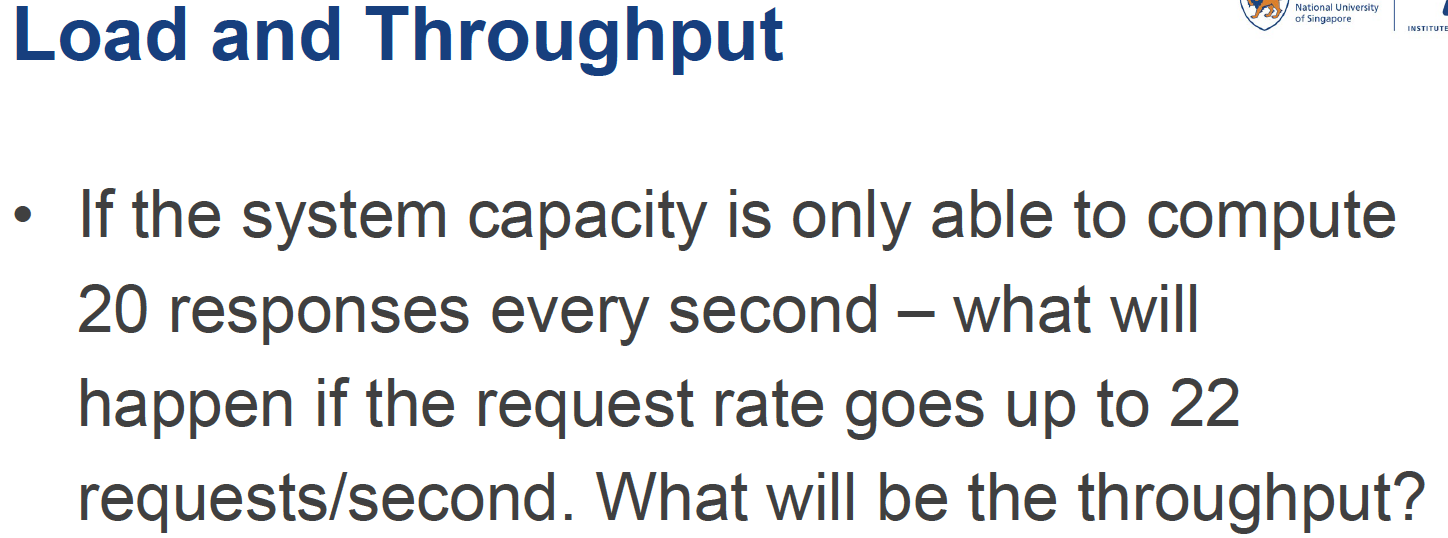 Load and Throughput
National University
of Singapore
INSTITUTE
• If the system capacity is only able to compute
20 responses every second – what will
happen if the request rate goes up to 22
requests/second. What will be the throughput?